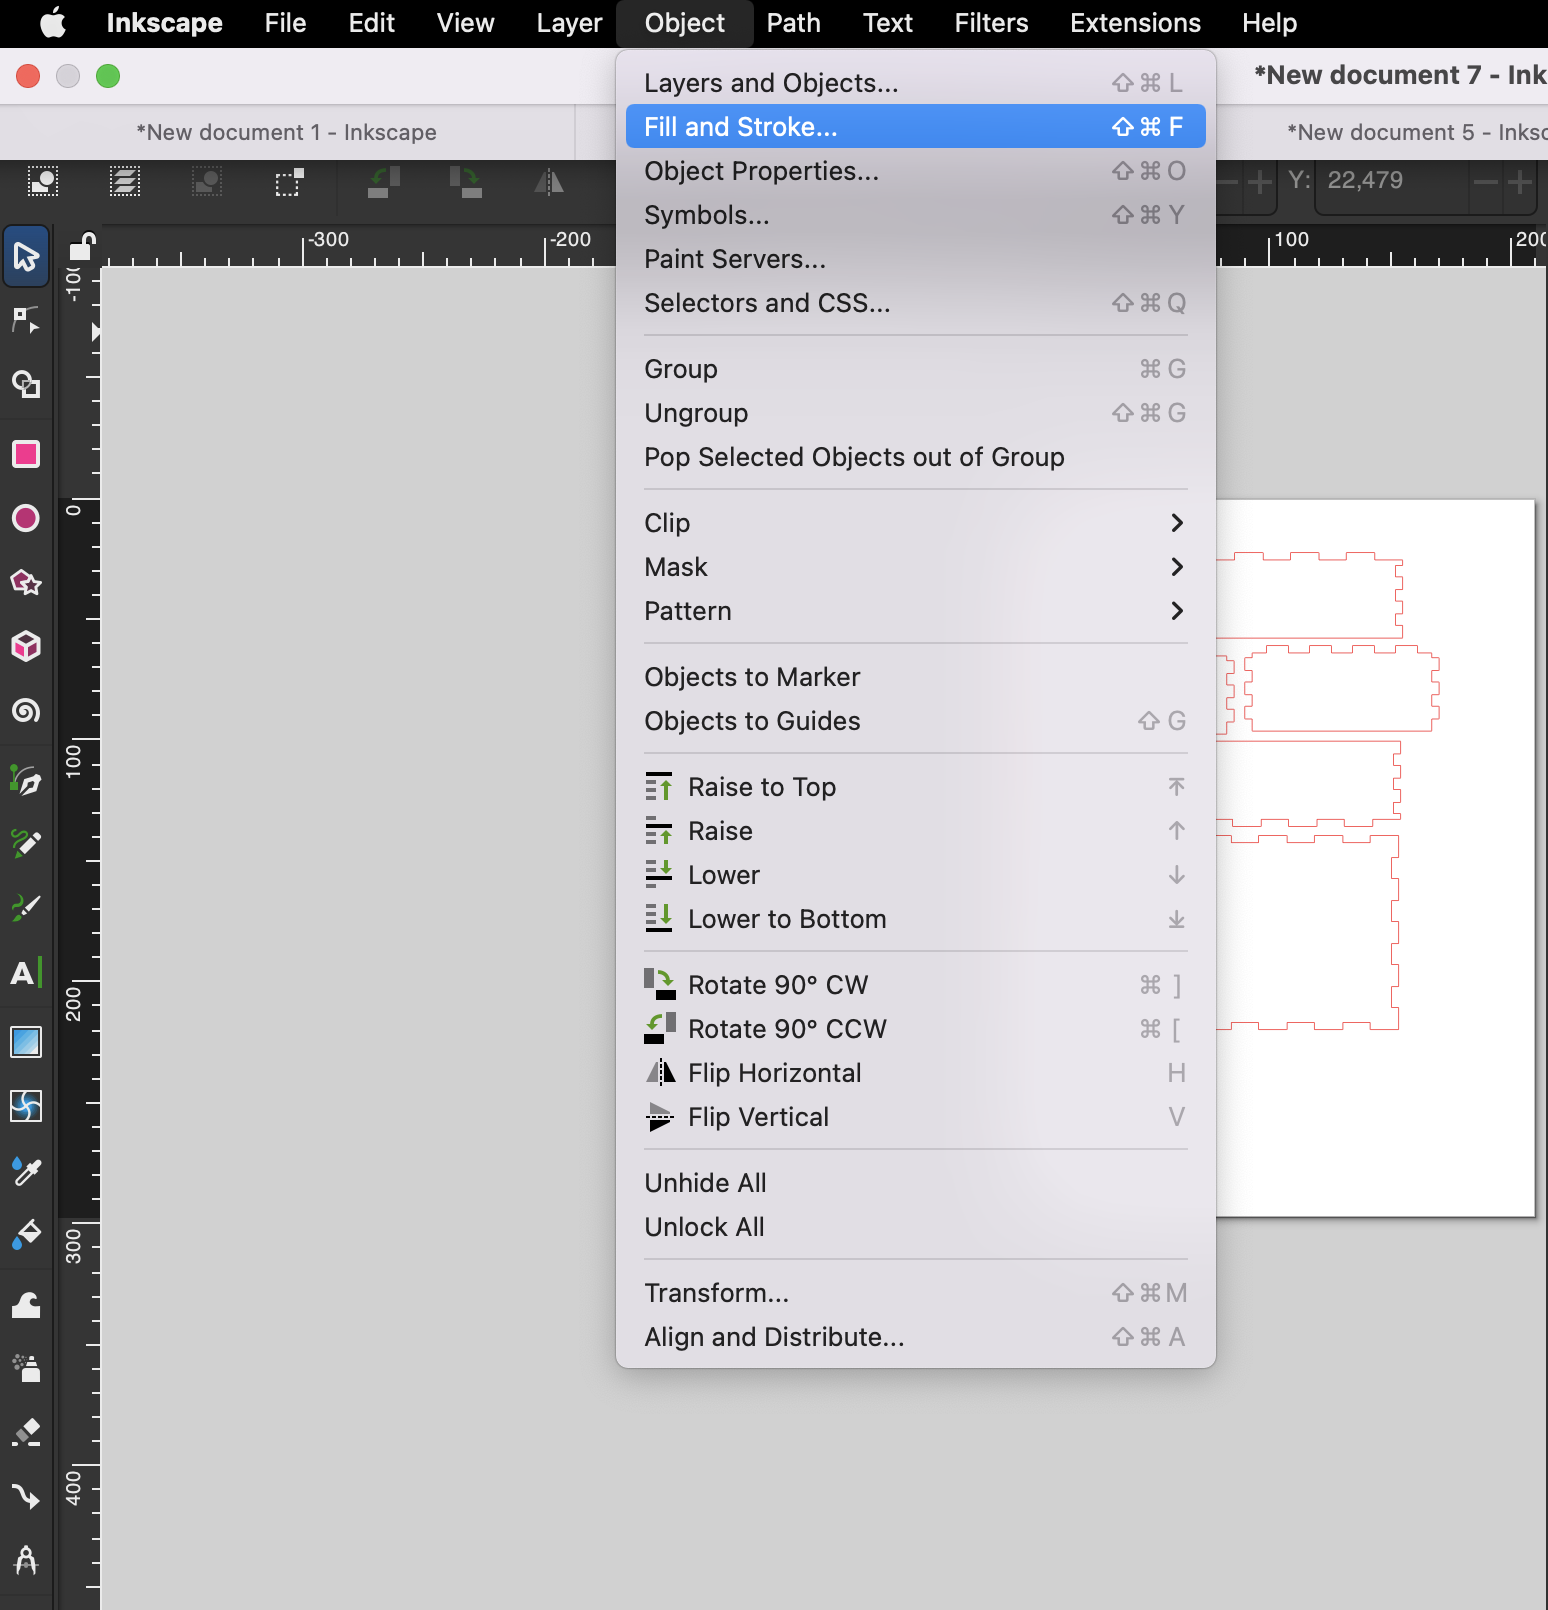 Inkscape File Edit View Layer Object Path Text Filters Extensions Help
*New document 7 - Ink
*New document 1 - Inkscape
*New document 5 - Inksc
Y: 22,479
-300 -200 100 200
-100
0
100
200
300
400
Layers and Objects... ⇧⌘L
Fill and Stroke... ⇧⌘F
Object Properties... ⇧⌘O
Symbols... ⇧⌘Y
Paint Servers...
Selectors and CSS... ⇧⌘Q
Group ⌘G
Ungroup ⇧⌘G
Pop Selected Objects out of Group
Clip
Mask
Pattern
Objects to Marker
Objects to Guides ⇧G
Raise to Top
Raise
Lower
Lower to Bottom
Rotate 90° CW ⌘]
Rotate 90° CCW ⌘[
Flip Horizontal H
Flip Vertical V
Unhide All
Unlock All
Transform... ⇧⌘M
Align and Distribute... ⇧⌘A